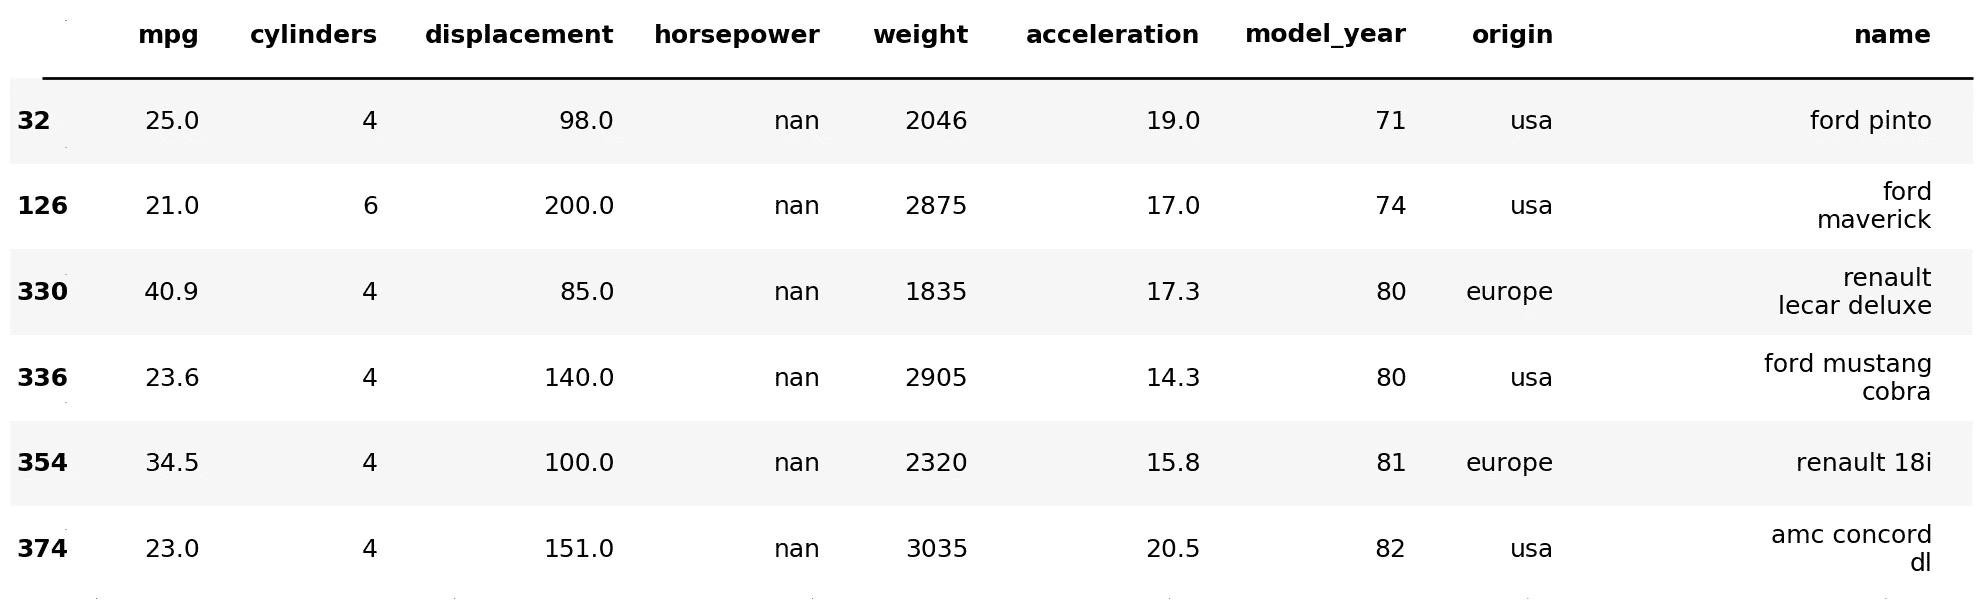 mpg cylinders displacement horsepower weight acceleration model_year origin name
32 25.0 4 98.0 nan 2046 19.0 71 usa ford pinto
126 21.0 6 200.0 nan 2875 17.0 74 usa ford
maverick
330 40.9 4 85.0 nan 1835 17.3 80 europe renault
lecar deluxe
336 23.6 4 140.0 nan 2905 14.3 80 usa ford mustang
cobra
354 34.5 4 100.0 nan 2320 15.8 81 europe renault 18i
374 23.0 4 151.0 nan 3035 20.5 82 usa amc concord
dl